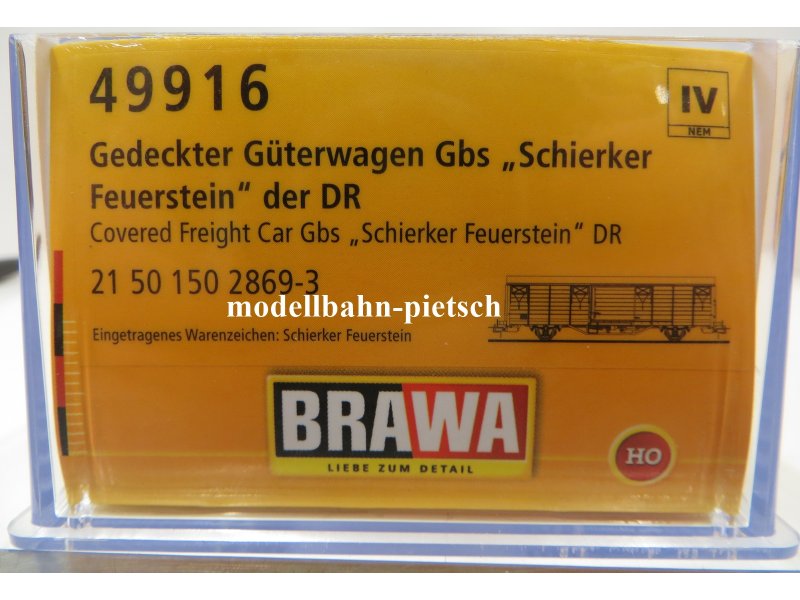 49916
IV
NEM
Gedeckter Güterwagen Gbs „Schierker
Feuerstein“ der DR
Covered Freight Car Gbs „Schierker Feuerstein“ DR
21 50 150 2869-3
modellbahn-pietsch
Eingetragenes Warenzeichen: Schierker Feuerstein
BRAWA
LIEBE ZUM DETAIL
HO